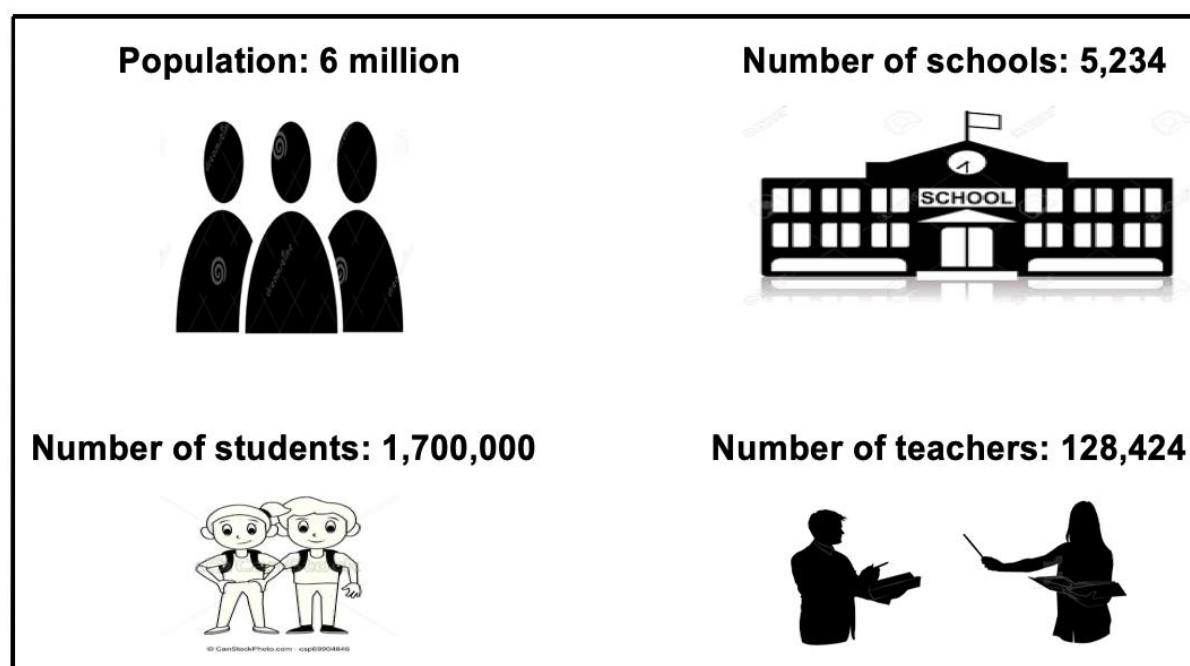 Population: 6 million
Number of schools: 5,234
SCHOOL
Number of students: 1,700,000
Number of teachers: 128,424
© CanStockPhoto.com - csp69904846